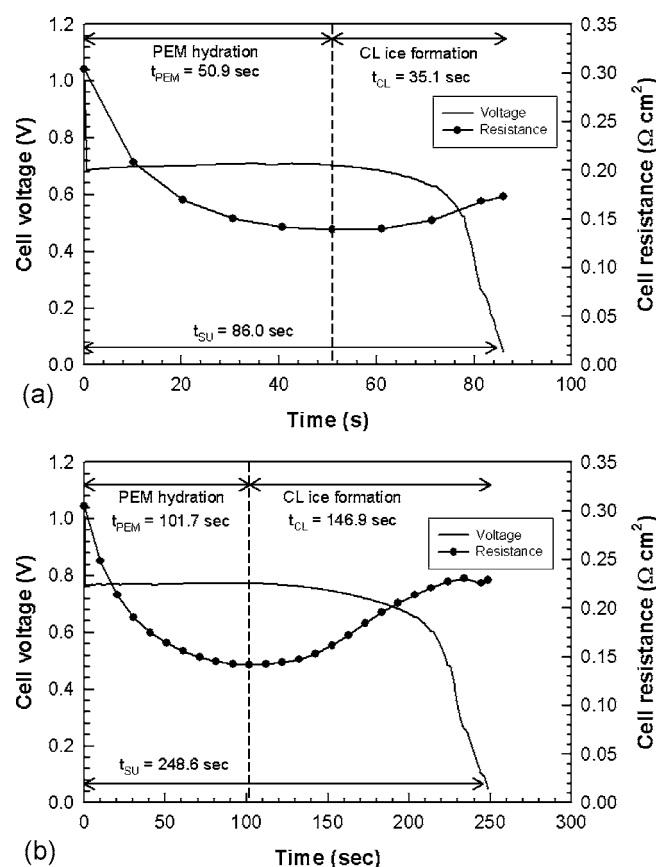 PEM hydration CL ice formation
t_PEM = 50.9 sec t_CL = 35.1 sec
Voltage
Resistance
t_SU = 86.0 sec
Cell voltage (V)
0.0 0.2 0.4 0.6 0.8 1.0 1.2
Cell resistance (Ω cm²)
0.00 0.05 0.10 0.15 0.20 0.25 0.30 0.35
0 20 40 60 80 100
Time (s)
(a)
PEM hydration CL ice formation
t_PEM = 101.7 sec t_CL = 146.9 sec
Voltage
Resistance
t_SU = 248.6 sec
Cell voltage (V)
0.0 0.2 0.4 0.6 0.8 1.0 1.2
Cell resistance (Ω cm²)
0.00 0.05 0.10 0.15 0.20 0.25 0.30 0.35
0 50 100 150 200 250 300
Time (sec)
(b)